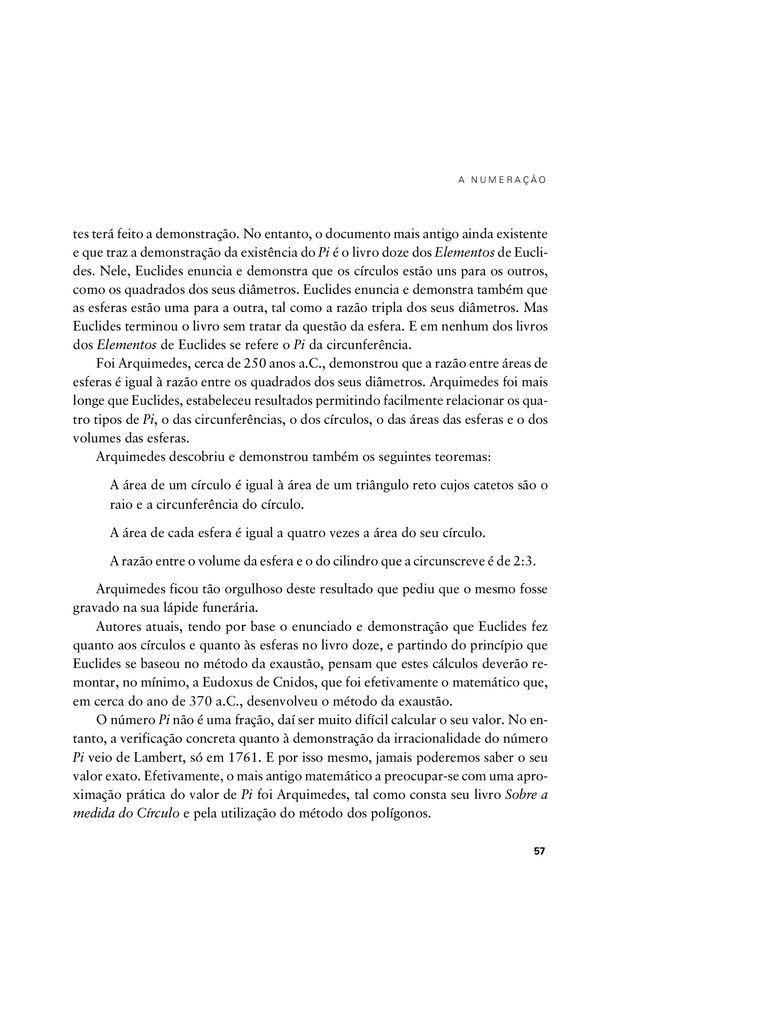 A NUMERAÇÃO
tes terá feito a demonstração. No entanto, o documento mais antigo ainda existente
e que traz a demonstração da existência do Pi é o livro doze dos Elementos de Eucli-
des. Nele, Euclides enuncia e demonstra que os círculos estão uns para os outros,
como os quadrados dos seus diâmetros. Euclides enuncia e demonstra também que
as esferas estão uma para a outra, tal como a razão tripla dos seus diâmetros. Mas
Euclides terminou o livro sem tratar da questão da esfera. E em nenhum dos livros
dos Elementos de Euclides se refere o Pi da circunferência.
Foi Arquimedes, cerca de 250 anos a.C., demonstrou que a razão entre áreas de
esferas é igual à razão entre os quadrados dos seus diâmetros. Arquimedes foi mais
longe que Euclides, estabeleceu resultados permitindo facilmente relacionar os qua-
tro tipos de Pi, o das circunferências, o dos círculos, o das áreas das esferas e o dos
volumes das esferas.
Arquimedes descobriu e demonstrou também os seguintes teoremas:
A área de um círculo é igual à área de um triângulo reto cujos catetos são o
raio e a circunferência do círculo.
A área de cada esfera é igual a quatro vezes a área do seu círculo.
A razão entre o volume da esfera e o do cilindro que a circunscreve é de 2:3.
Arquimedes ficou tão orgulhoso deste resultado que pediu que o mesmo fosse
gravado na sua lápide funerária.
Autores atuais, tendo por base o enunciado e demonstração que Euclides fez
quanto aos círculos e quanto às esferas no livro doze, e partindo do princípio que
Euclides se baseou no método da exaustão, pensam que estes cálculos deverão re-
montar, no mínimo, a Eudoxus de Cnidos, que foi efetivamente o matemático que,
em cerca do ano de 370 a.C., desenvolveu o método da exaustão.
O número Pi não é uma fração, daí ser muito difícil calcular o seu valor. No en-
tanto, a verificação concreta quanto à demonstração da irracionalidade do número
Pi veio de Lambert, só em 1761. E por isso mesmo, jamais poderemos saber o seu
valor exato. Efetivamente, o mais antigo matemático a preocupar-se com uma apro-
ximação prática do valor de Pi foi Arquimedes, tal como consta seu livro Sobre a
medida do Círculo e pela utilização do método dos polígonos.
57